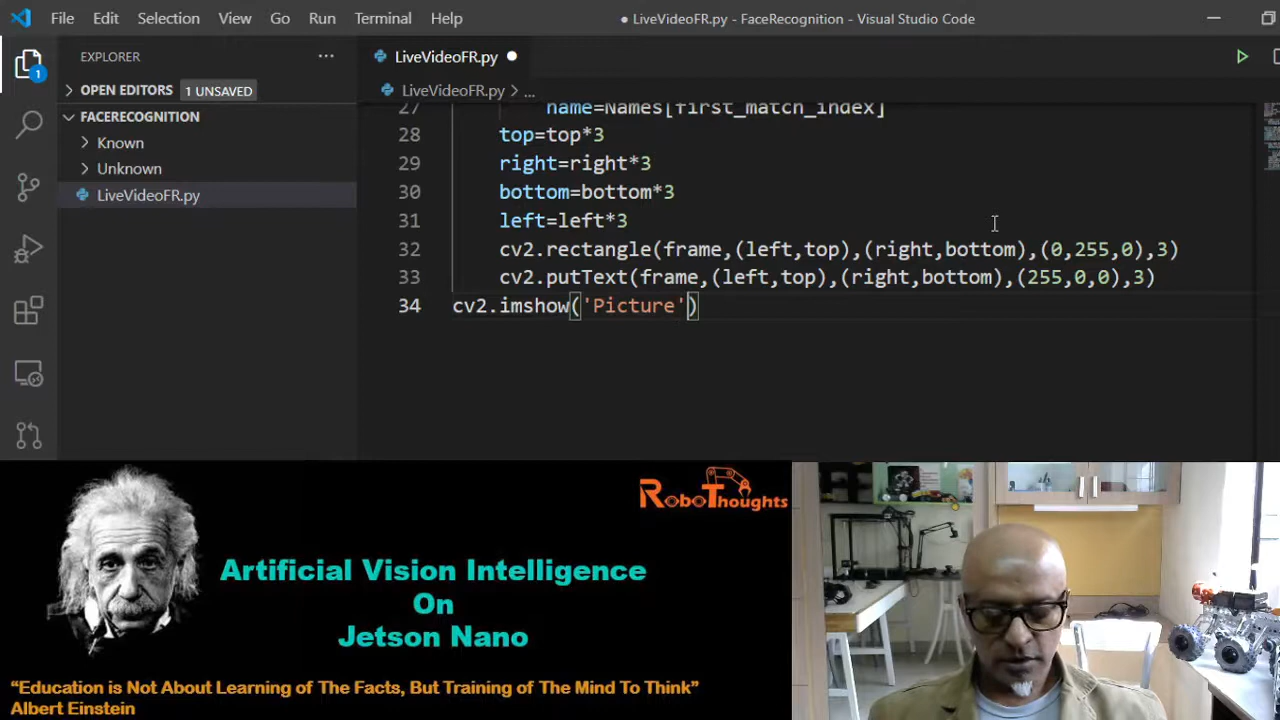 File Edit Selection View Go Run Terminal Help
● LiveVideoFR.py - FaceRecognition - Visual Studio Code
EXPLORER
LiveVideoFR.py
OPEN EDITORS 1 UNSAVED
LiveVideoFR.py > ...
FACERECOGNITION
Known
Unknown
LiveVideoFR.py
1
27 name=Names[first_match_index]
28 top=top*3
29 right=right*3
30 bottom=bottom*3
31 left=left*3
32 cv2.rectangle(frame,(left,top),(right,bottom),(0,255,0),3)
33 cv2.putText(frame,(left,top),(right,bottom),(255,0,0),3)
34 cv2.imshow('Picture')
ROBOTHOUGHTS
Artificial Vision Intelligence
On
Jetson Nano
“Education is Not About Learning of The Facts, But Training of The Mind To Think”
Albert Einstein